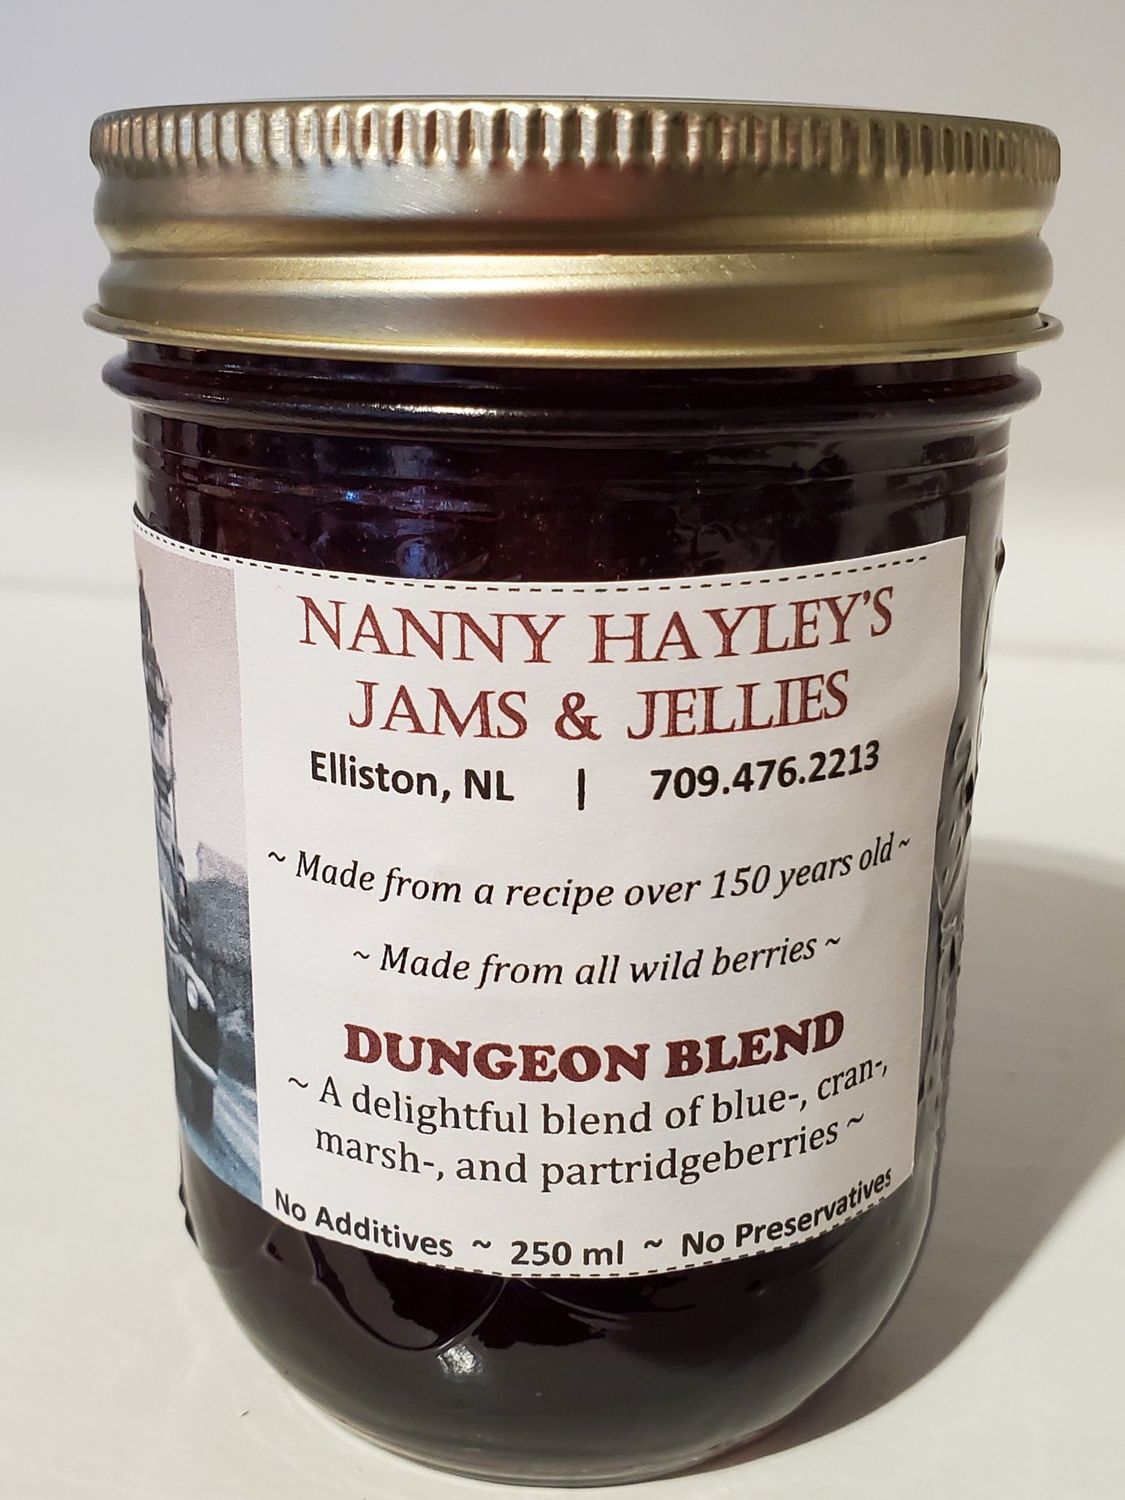 NANNY HAYLEY'S
JAMS & JELLIES
Elliston, NL | 709.476.2213
~ Made from a recipe over 150 years old ~
~ Made from all wild berries ~
DUNGEON BLEND
~ A delightful blend of blue-, cran-,
marsh-, and partridgeberries ~
No Additives ~ 250 ml ~ No Preservatives